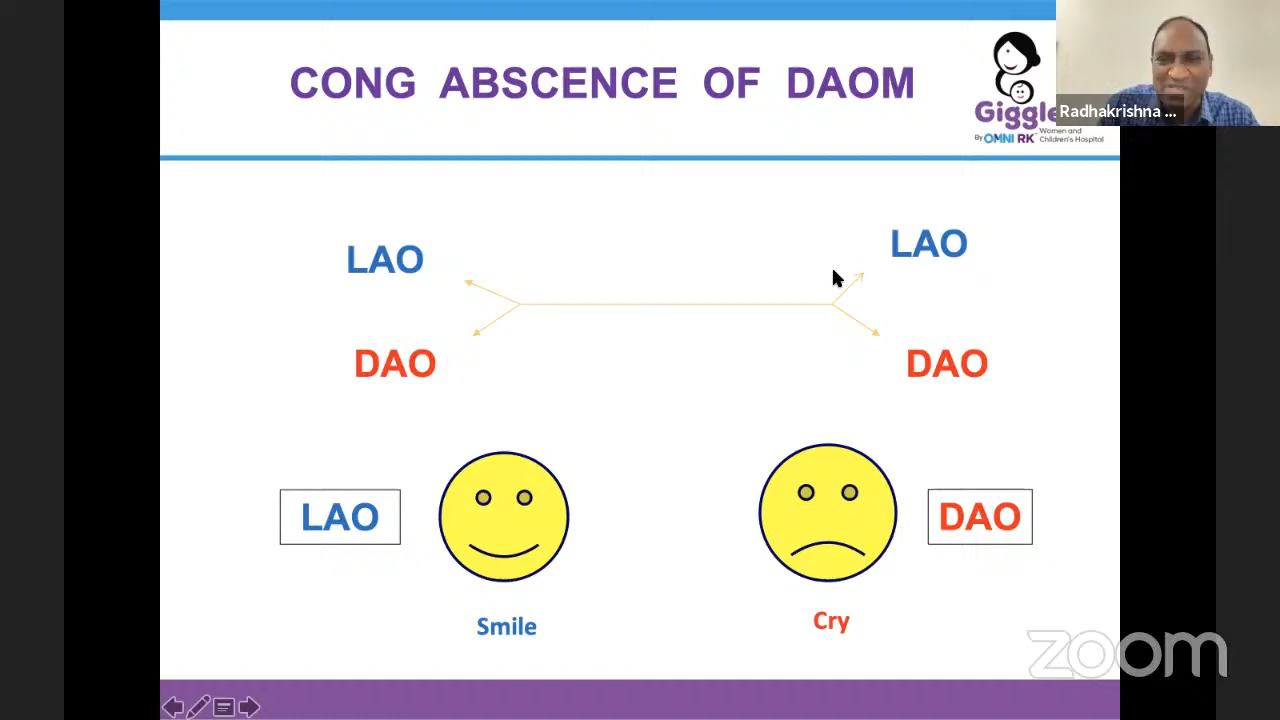 CONG ABSCENCE OF DAOM
Giggle
By OMNI RK Women and
Children's Hospital
Radhakrishna ...
LAO
LAO
DAO
DAO
LAO
DAO
Smile
Cry
zoom